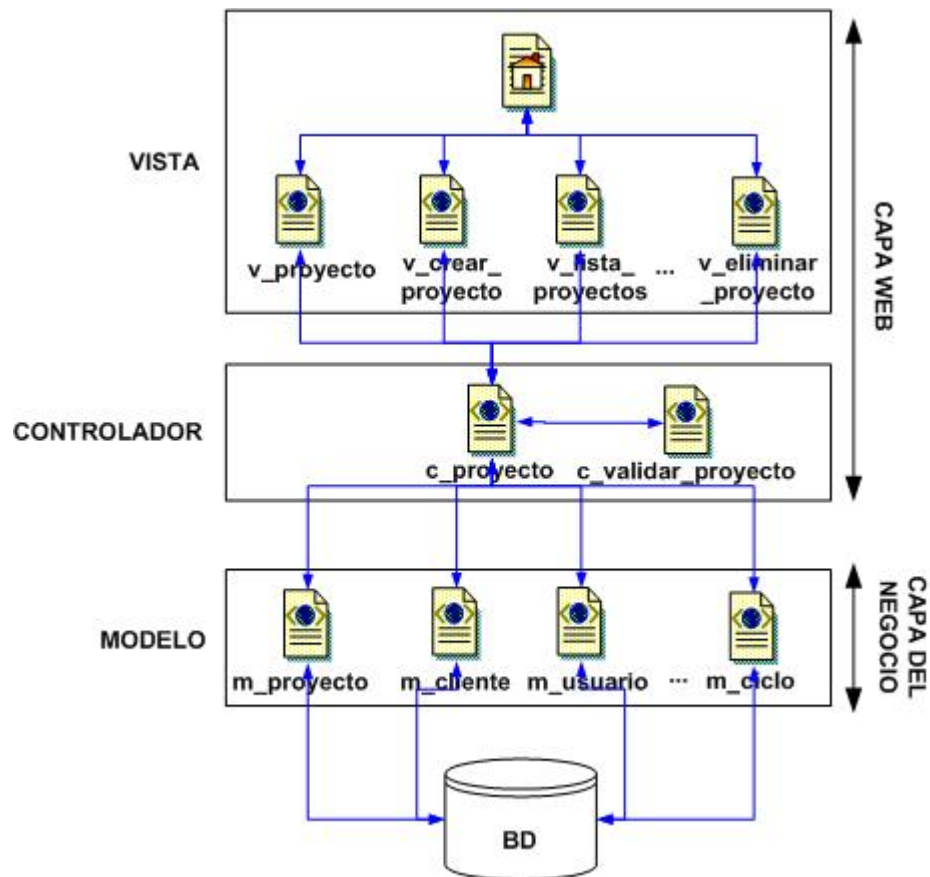 VISTA
v_proyecto
v_crear_
proyecto
v_lista_
proyectos
...
v_eliminar
_proyecto
CAPA WEB
CONTROLADOR
c_proyecto
c_validar_proyecto
MODELO
m_proyecto
m_cliente
m_usuario
...
m_ciclo
CAPA DEL
NEGOCIO
BD